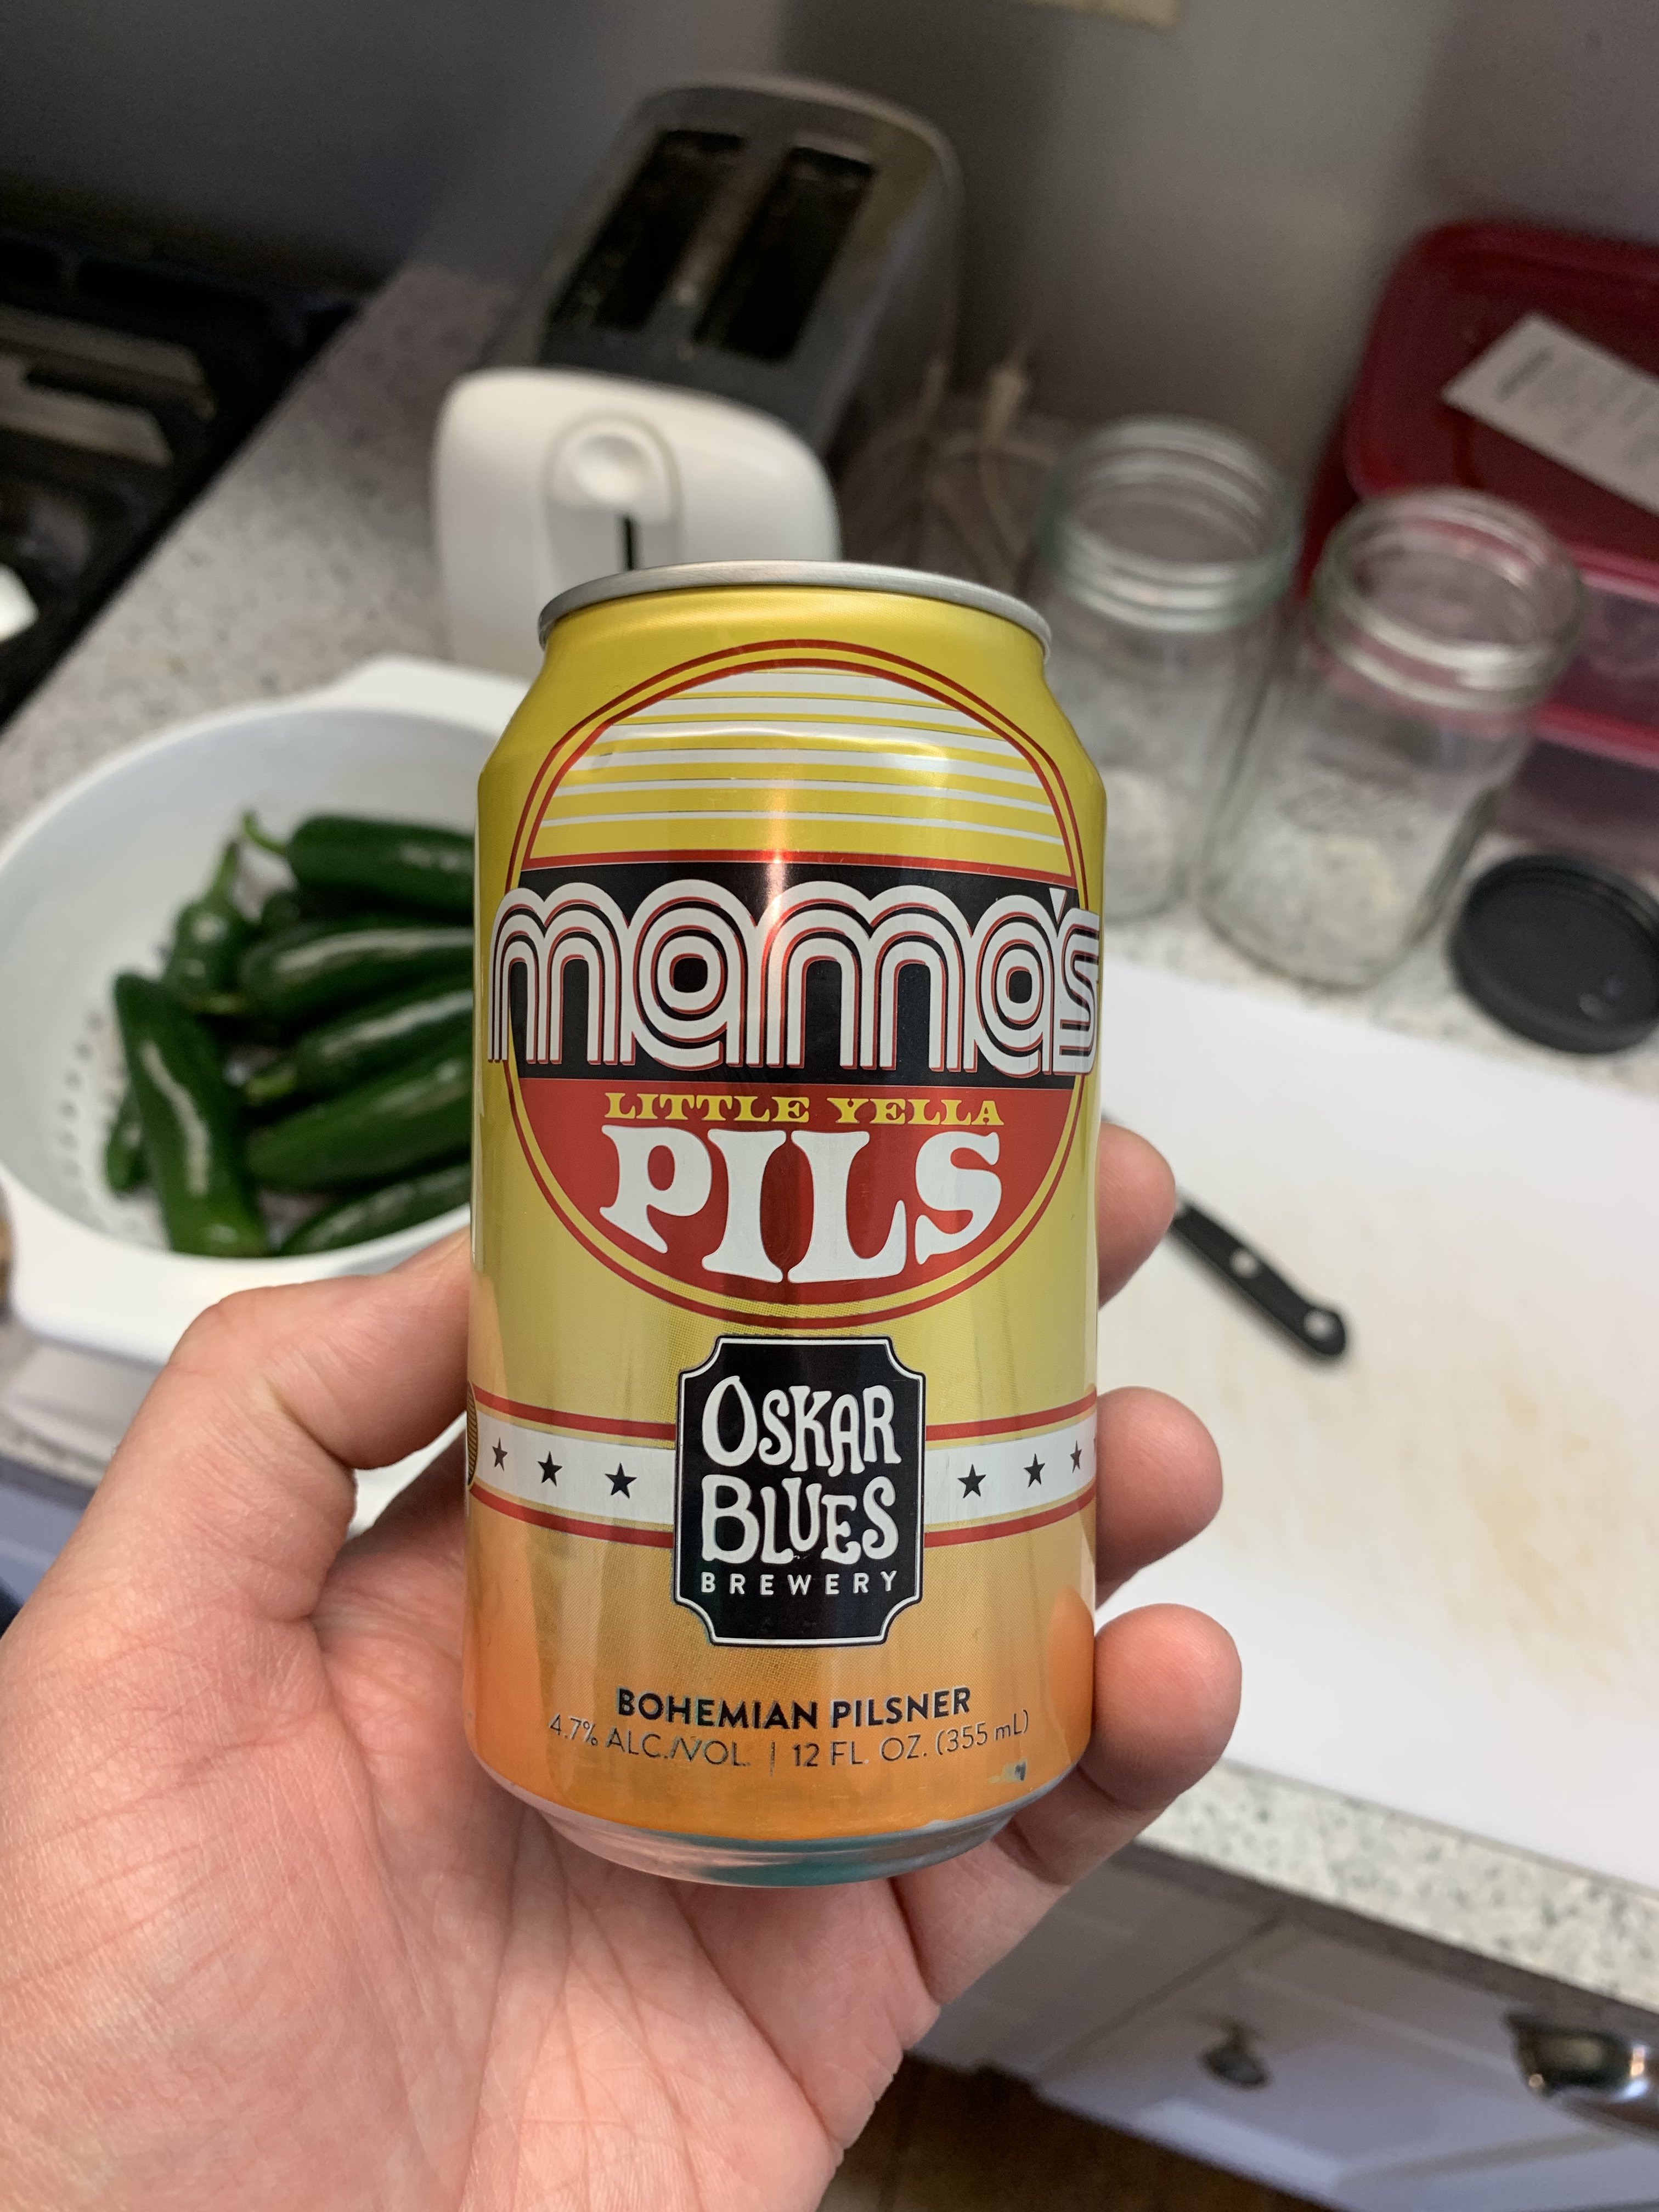 mama's
LITTLE YELLA
PILS
OSKAR
BLUES
BREWERY
BOHEMIAN PILSNER
4.7% ALC./VOL. | 12 FL. OZ. (355 mL)